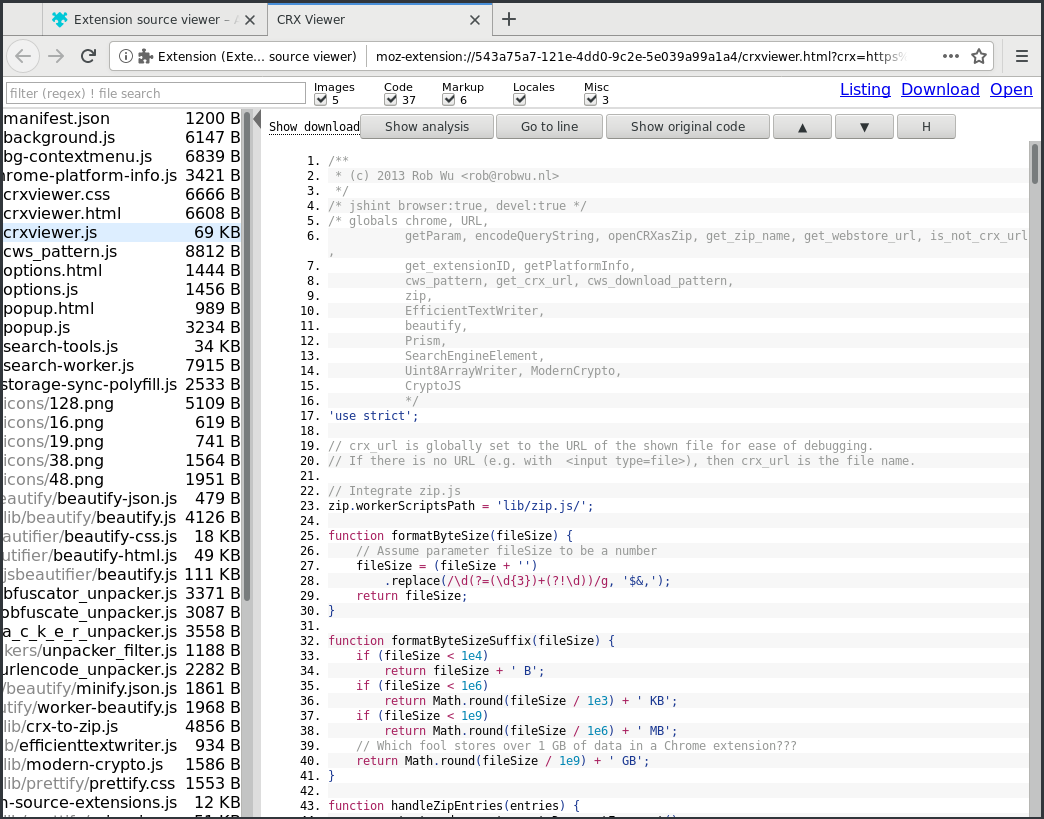 Extension source viewer – A
CRX Viewer
Extension (Exte... source viewer)
moz-extension://543a75a7-121e-4dd0-9c2e-5e039a99a1a4/crxviewer.html?crx=https%
filter (regex) ! file search
Images 5
Code 37
Markup 6
Locales
Misc 3
Listing Download Open
manifest.json 1200 B
background.js 6147 B
bg-contextmenu.js 6839 B
hrome-platform-info.js 3421 B
crxviewer.css 6666 B
crxviewer.html 6608 B
crxviewer.js 69 KB
cws_pattern.js 8812 B
options.html 1444 B
options.js 1456 B
popup.html 989 B
popup.js 3234 B
search-tools.js 34 KB
search-worker.js 7915 B
storage-sync-polyfill.js 2533 B
icons/128.png 5109 B
icons/16.png 619 B
icons/19.png 741 B
icons/38.png 1564 B
icons/48.png 1951 B
eautify/beautify-json.js 479 B
lib/beautify/beautify.js 4126 B
autifier/beautify-css.js 18 KB
utifier/beautify-html.js 49 KB
jsbeautifier/beautify.js 111 KB
bfuscator_unpacker.js 3371 B
obfuscate_unpacker.js 3087 B
a_c_k_e_r_unpacker.js 3558 B
kers/unpacker_filter.js 1188 B
urlencode_unpacker.js 2282 B
/beautify/minify.json.js 1861 B
utify/worker-beautify.js 1968 B
lib/crx-to-zip.js 4856 B
b/efficienttextwriter.js 934 B
lib/modern-crypto.js 1586 B
lib/prettify/prettify.css 1553 B
n-source-extensions.js 12 KB
Show download
Show analysis
Go to line
Show original code
▲
▼
H
1. /**
2.  * (c) 2013 Rob Wu <rob@robwu.nl>
3.  */
4. /* jshint browser:true, devel:true */
5. /* globals chrome, URL,
6.            getParam, encodeQueryString, openCRXasZip, get_zip_name, get_webstore_url, is_not_crx_url
,
7.            get_extensionID, getPlatformInfo,
8.            cws_pattern, get_crx_url, cws_download_pattern,
9.            zip,
10.            EfficientTextWriter,
11.            beautify,
12.            Prism,
13.            SearchEngineElement,
14.            Uint8ArrayWriter, ModernCrypto,
15.            CryptoJS
16.            */
17. 'use strict';
18.
19. // crx_url is globally set to the URL of the shown file for ease of debugging.
20. // If there is no URL (e.g. with  <input type=file>), then crx_url is the file name.
21.
22. // Integrate zip.js
23. zip.workerScriptsPath = 'lib/zip.js/';
24.
25. function formatByteSize(fileSize) {
26.     // Assume parameter fileSize to be a number
27.     fileSize = (fileSize + '')
28.         .replace(/\d(?=(\d{3})+(?!\d))/g, '$&,');
29.     return fileSize;
30. }
31.
32. function formatByteSizeSuffix(fileSize) {
33.     if (fileSize < 1e4)
34.         return fileSize + ' B';
35.     if (fileSize < 1e6)
36.         return Math.round(fileSize / 1e3) + ' KB';
37.     if (fileSize < 1e9)
38.         return Math.round(fileSize / 1e6) + ' MB';
39.     // Which fool stores over 1 GB of data in a Chrome extension???
40.     return Math.round(fileSize / 1e9) + ' GB';
41. }
42.
43. function handleZipEntries(entries) {